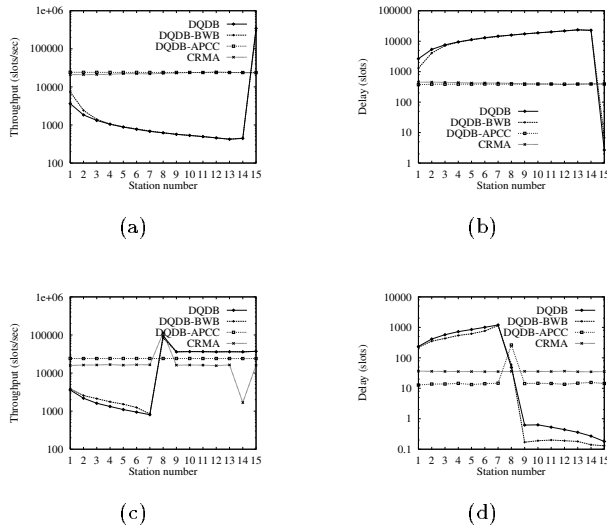 (a)
Throughput (slots/sec)
1e+06
100000
10000
1000
100
DQDB
DQDB-BWB
DQDB-APCC
CRMA
1 2 3 4 5 6 7 8 9 10 11 12 13 14 15
Station number
(b)
Delay (slots)
100000
10000
1000
100
10
1
DQDB
DQDB-BWB
DQDB-APCC
CRMA
1 2 3 4 5 6 7 8 9 10 11 12 13 14 15
Station number
(c)
Throughput (slots/sec)
1e+06
100000
10000
1000
100
DQDB
DQDB-BWB
DQDB-APCC
CRMA
1 2 3 4 5 6 7 8 9 10 11 12 13 14 15
Station number
(d)
Delay (slots)
10000
1000
100
10
1
0.1
DQDB
DQDB-BWB
DQDB-APCC
CRMA
1 2 3 4 5 6 7 8 9 10 11 12 13 14 15
Station number